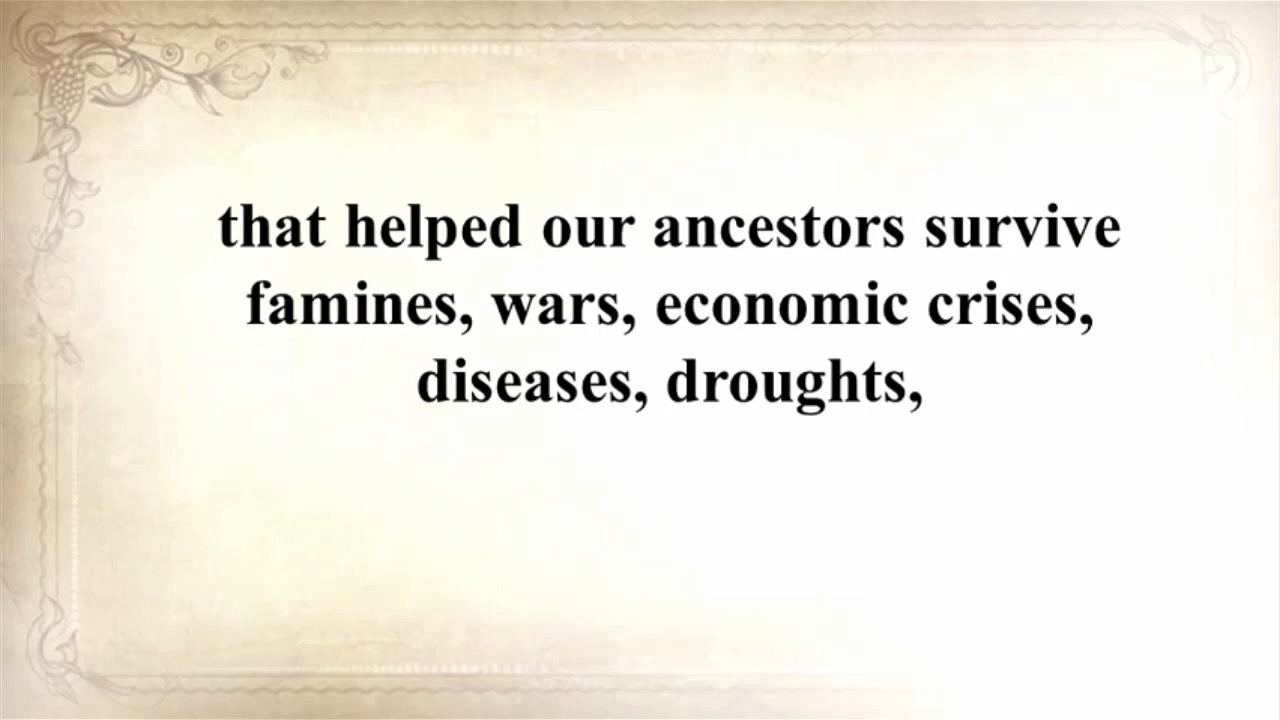 that helped our ancestors survive
famines, wars, economic crises,
diseases, droughts,